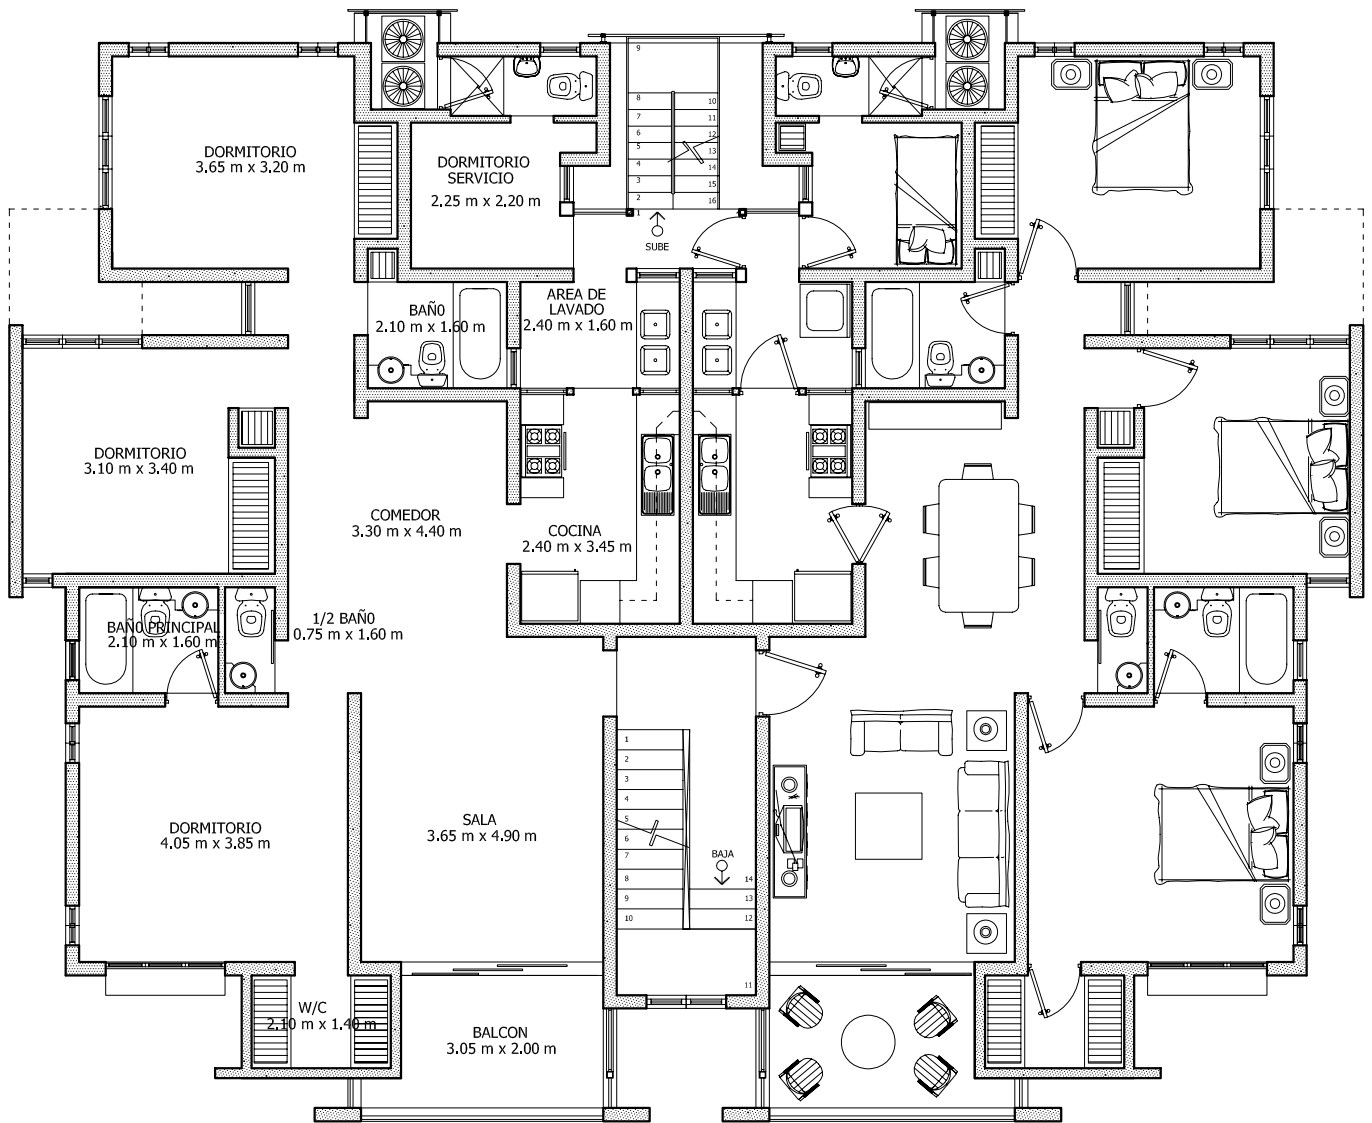 9
8
7
6
5
4
3
2
1
10
11
12
13
14
15
16
SUBE
DORMITORIO
3.65 m x 3.20 m
DORMITORIO
SERVICIO
2.25 m x 2.20 m
BAÑO
2.10 m x 1.60 m
AREA DE
LAVADO
2.40 m x 1.60 m
DORMITORIO
3.10 m x 3.40 m
COMEDOR
3.30 m x 4.40 m
COCINA
2.40 m x 3.45 m
BAÑO PRINCIPAL
2.10 m x 1.60 m
1/2 BAÑO
0.75 m x 1.60 m
DORMITORIO
4.05 m x 3.85 m
SALA
3.65 m x 4.90 m
1
2
3
4
5
6
7
8
9
10
BAJA
14
13
12
11
W/C
2.10 m x 1.40 m
BALCON
3.05 m x 2.00 m